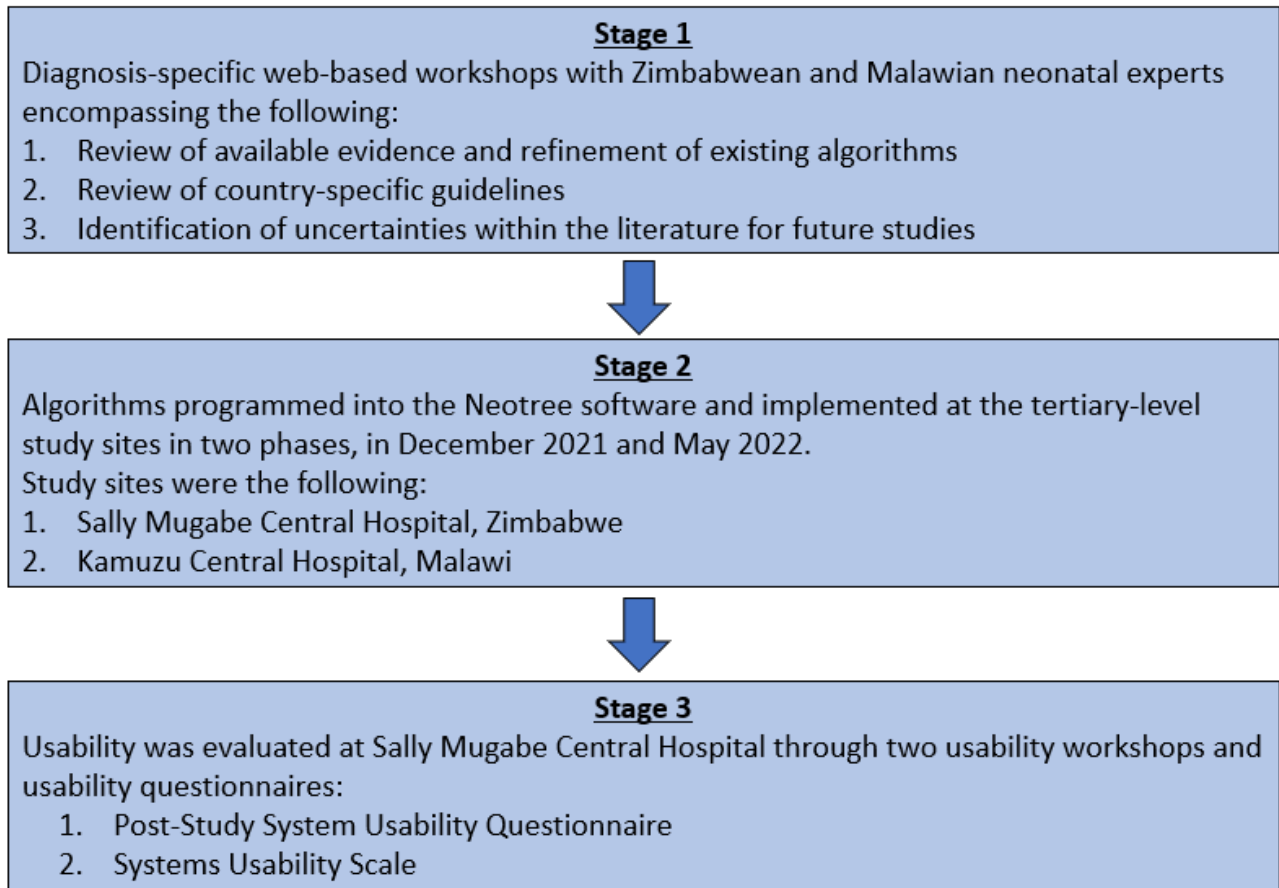 Stage 1
Diagnosis-specific web-based workshops with Zimbabwean and Malawian neonatal experts
encompassing the following:
1. Review of available evidence and refinement of existing algorithms
2. Review of country-specific guidelines
3. Identification of uncertainties within the literature for future studies
Stage 2
Algorithms programmed into the Neotree software and implemented at the tertiary-level
study sites in two phases, in December 2021 and May 2022.
Study sites were the following:
1. Sally Mugabe Central Hospital, Zimbabwe
2. Kamuzu Central Hospital, Malawi
Stage 3
Usability was evaluated at Sally Mugabe Central Hospital through two usability workshops and
usability questionnaires:
1. Post-Study System Usability Questionnaire
2. Systems Usability Scale